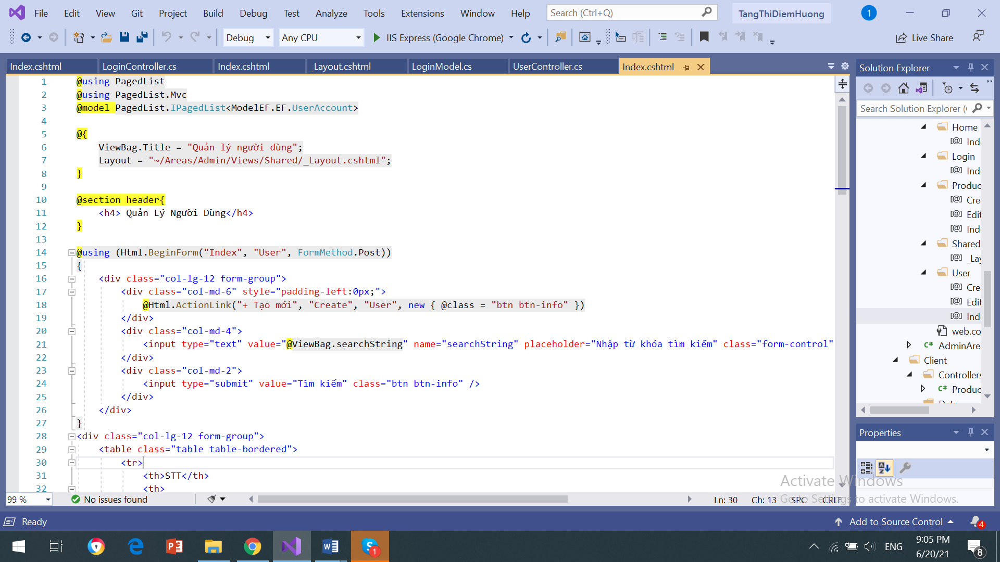 File Edit View Git Project Build Debug Test Analyze Tools Extensions Window Help Search (Ctrl+Q) TangThiDiemHuong 1
Debug Any CPU IIS Express (Google Chrome) Live Share
Index.cshtml LoginController.cs Index.cshtml _Layout.cshtml LoginModel.cs UserController.cs Index.cshtml
1 @using PagedList
2 @using PagedList.Mvc
3 @model PagedList.IPagedList<ModelEF.EF.UserAccount>
4
5 @{
6 ViewBag.Title = "Quản lý người dùng";
7 Layout = "~/Areas/Admin/Views/Shared/_Layout.cshtml";
8 }
9
10 @section header{
11 <h4> Quản Lý Người Dùng</h4>
12 }
13
14 @using (Html.BeginForm("Index", "User", FormMethod.Post))
15 {
16 <div class="col-lg-12 form-group">
17 <div class="col-md-6" style="padding-left:0px;">
18 @Html.ActionLink("+ Tạo mới", "Create", "User", new { @class = "btn btn-info" })
19 </div>
20 <div class="col-md-4">
21 <input type="text" value="@ViewBag.searchString" name="searchString" placeholder="Nhập từ khóa tìm kiếm" class="form-control"
22 </div>
23 <div class="col-md-2">
24 <input type="submit" value="Tìm kiếm" class="btn btn-info" />
25 </div>
26 </div>
27 }
28 <div class="col-lg-12 form-group">
29 <table class="table table-bordered">
30 <tr>
31 <th>STT</th>
32 <th>
99 % No issues found Ln: 30 Ch: 13 SPC CRLF
Solution Explorer
Search Solution Explorer (
Home
Ind
Login
Ind
Produc
Cre
Edit
Ind
Shared
_Lay
User
Cre
Edit
Ind
web.co
AdminAre
Client
Controllers
Produc
Properties
Activate Windows
Go to Settings to activate Windows.
Ready Add to Source Control 4
1 ENG 9:05 PM
6/20/21 8